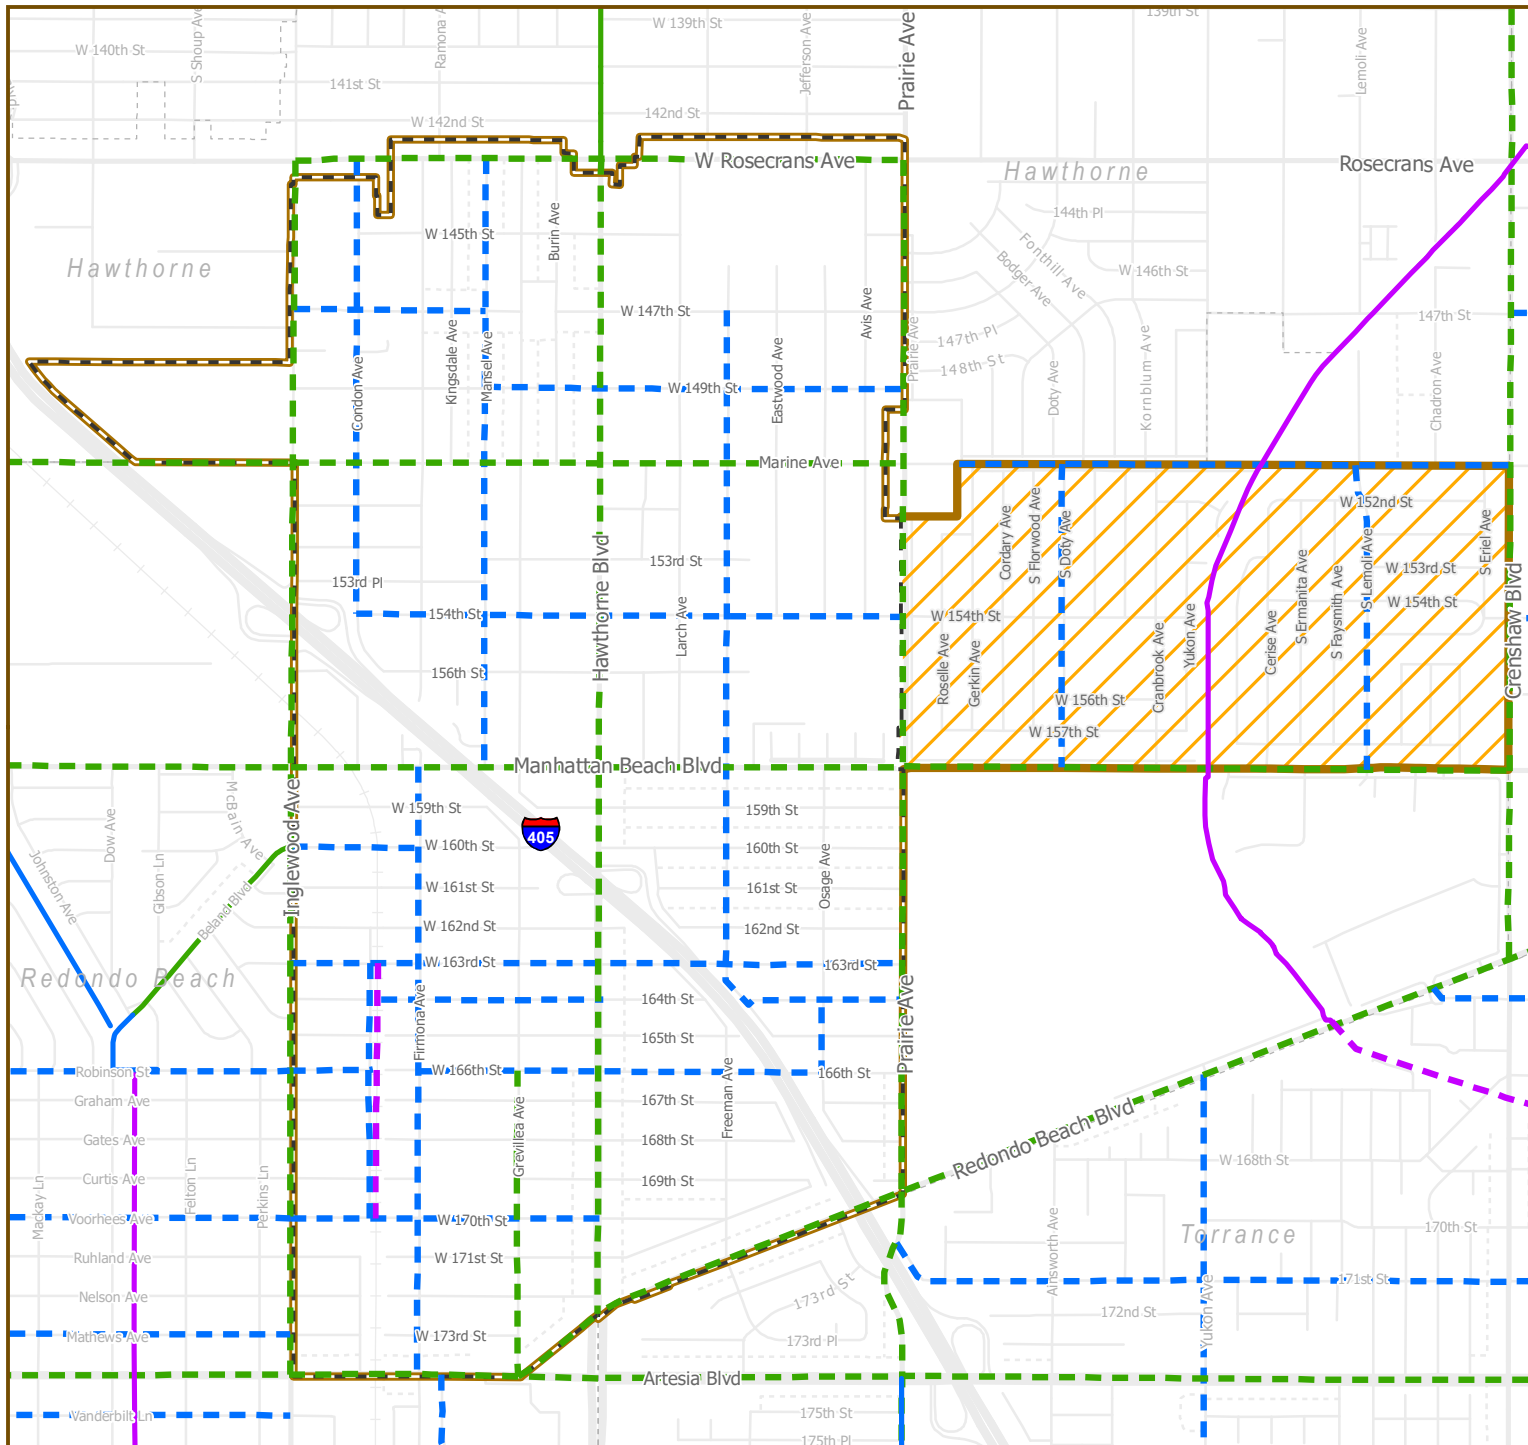 W 139th St
139th St
W 140th St
S Shoup Ave
Ramona A
Jefferson Ave
Prairie Ave
Lemoli Ave
141st St
142nd St
W 142nd St
W Rosecrans Ave
Hawthorne
Rosecrans Ave
144th Pl
W 145th St
Burin Ave
Fonthill Ave
Bodger Ave
W 146th St
Hawthorne
W 147th St
Avis Ave
147th St
147th Pl
148th St
Prairie Ave
Kingsdale Ave
Mansel Ave
Condon Ave
Eastwood Ave
Doty Ave
Kornblum Ave
Chadron Ave
W 149th St
Marine Ave
W 152nd St
Cordary Ave
S Florwood Ave
S Doty Ave
S Eriel Ave
153rd St
153rd Pl
W 153rd St
Hawthorne Blvd
S Ermanita Ave
S Faysmith Ave
S Lemoli Ave
154th St
W 154th St
W 154th St
Larch Ave
Roselle Ave
Gerkin Ave
Cranbrook Ave
Yukon Ave
Cerise Ave
Crenshaw Blvd
156th St
W 156th St
W 157th St
Manhattan Beach Blvd
McBain Ave
Dow Ave
W 159th St
159th St
405
Inglewood Ave
W 160th St
160th St
Johnston Ave
Gibson Ln
Beland Blvd
W 161st St
161st St
Osage Ave
W 162nd St
162nd St
Redondo Beach
W 163rd St
163rd St
164th St
Firmona Ave
Prairie Ave
165th St
Robinson St
W 166th St
166th St
Graham Ave
167th St
Freeman Ave
Grevillea Ave
Redondo Beach Blvd
Gates Ave
168th St
W 168th St
Curtis Ave
169th St
Mackay Ln
Felton Ln
Perkins Ln
Voorhees Ave
W 170th St
170th St
Torrance
Ainsworth Ave
Ruhland Ave
W 171st St
171st St
Nelson Ave
173rd St
172nd St
Yukon Ave
Mathews Ave
W 173rd St
173rd Pl
Artesia Blvd
Vanderbilt Ln
175th St
175th Pl